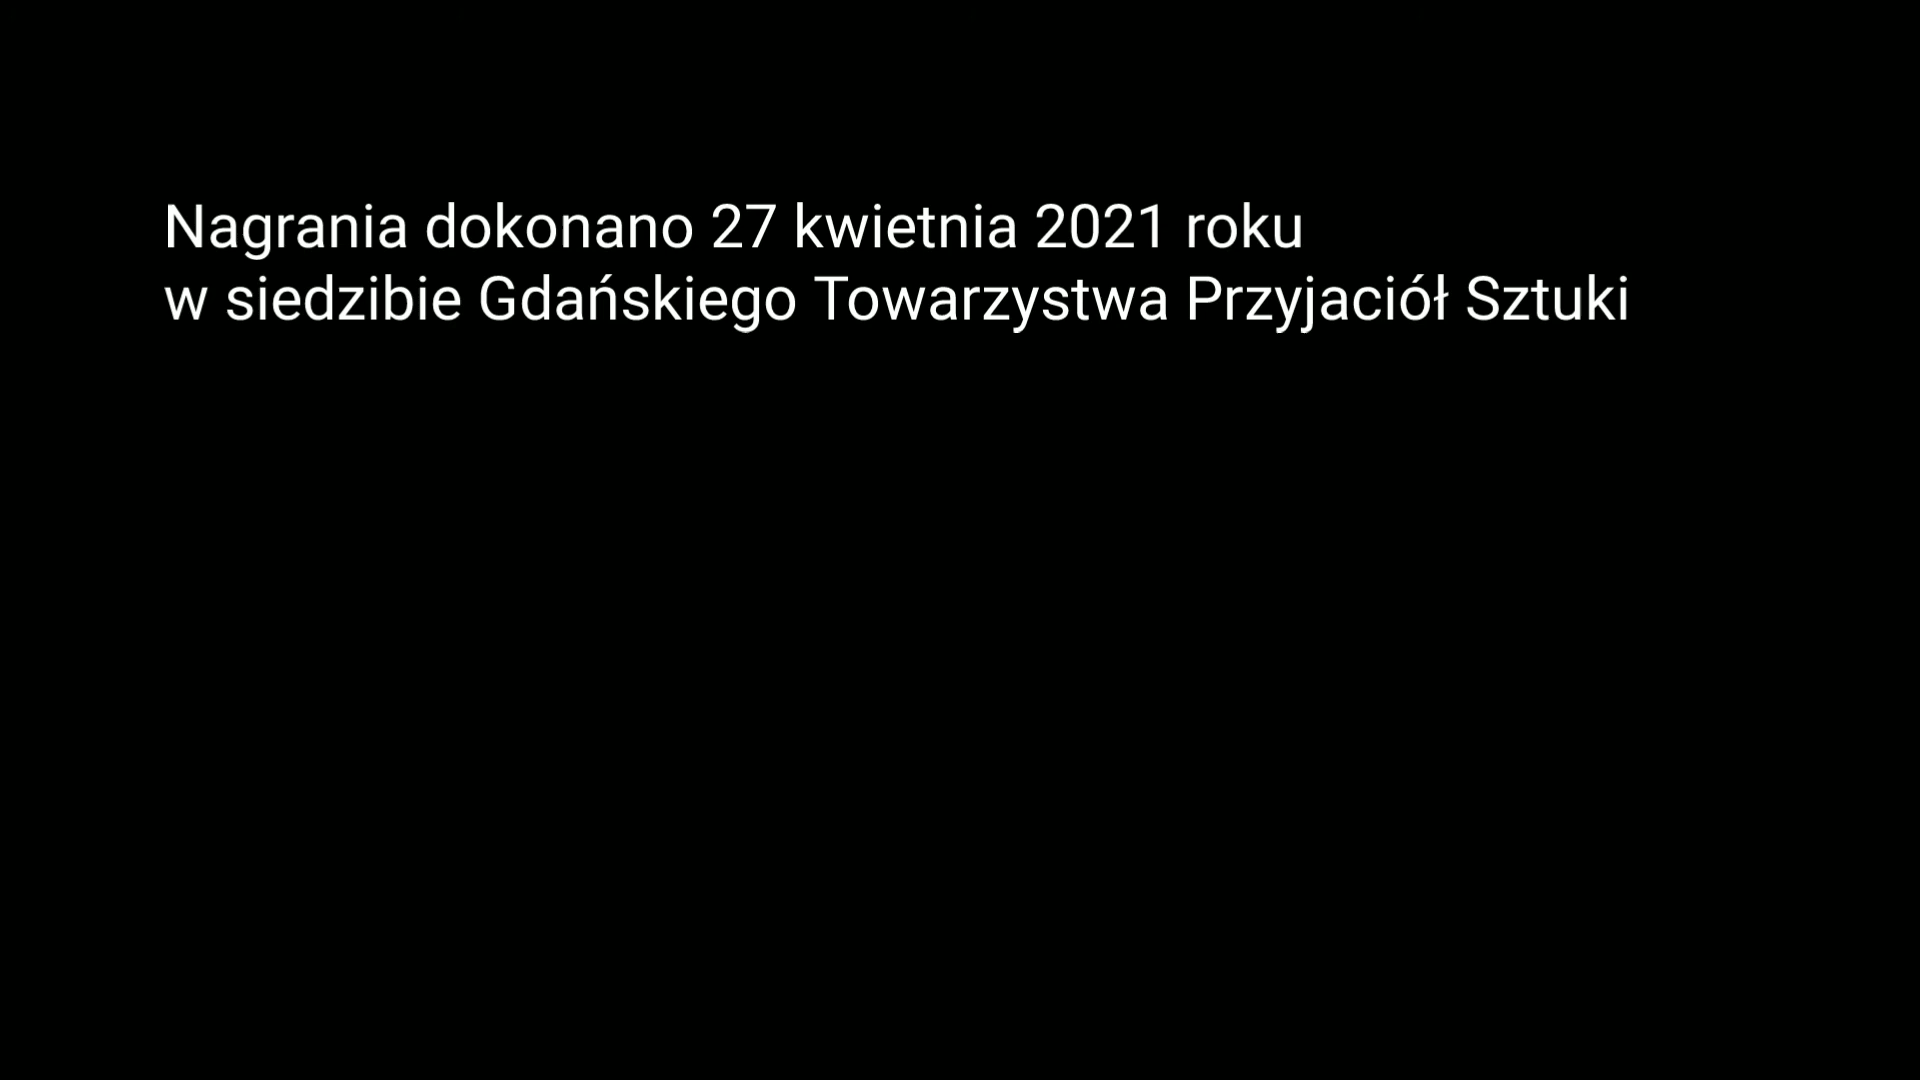 Nagrania dokonano 27 kwietnia 2021 roku
w siedzibie Gdańskiego Towarzystwa Przyjaciół Sztuki